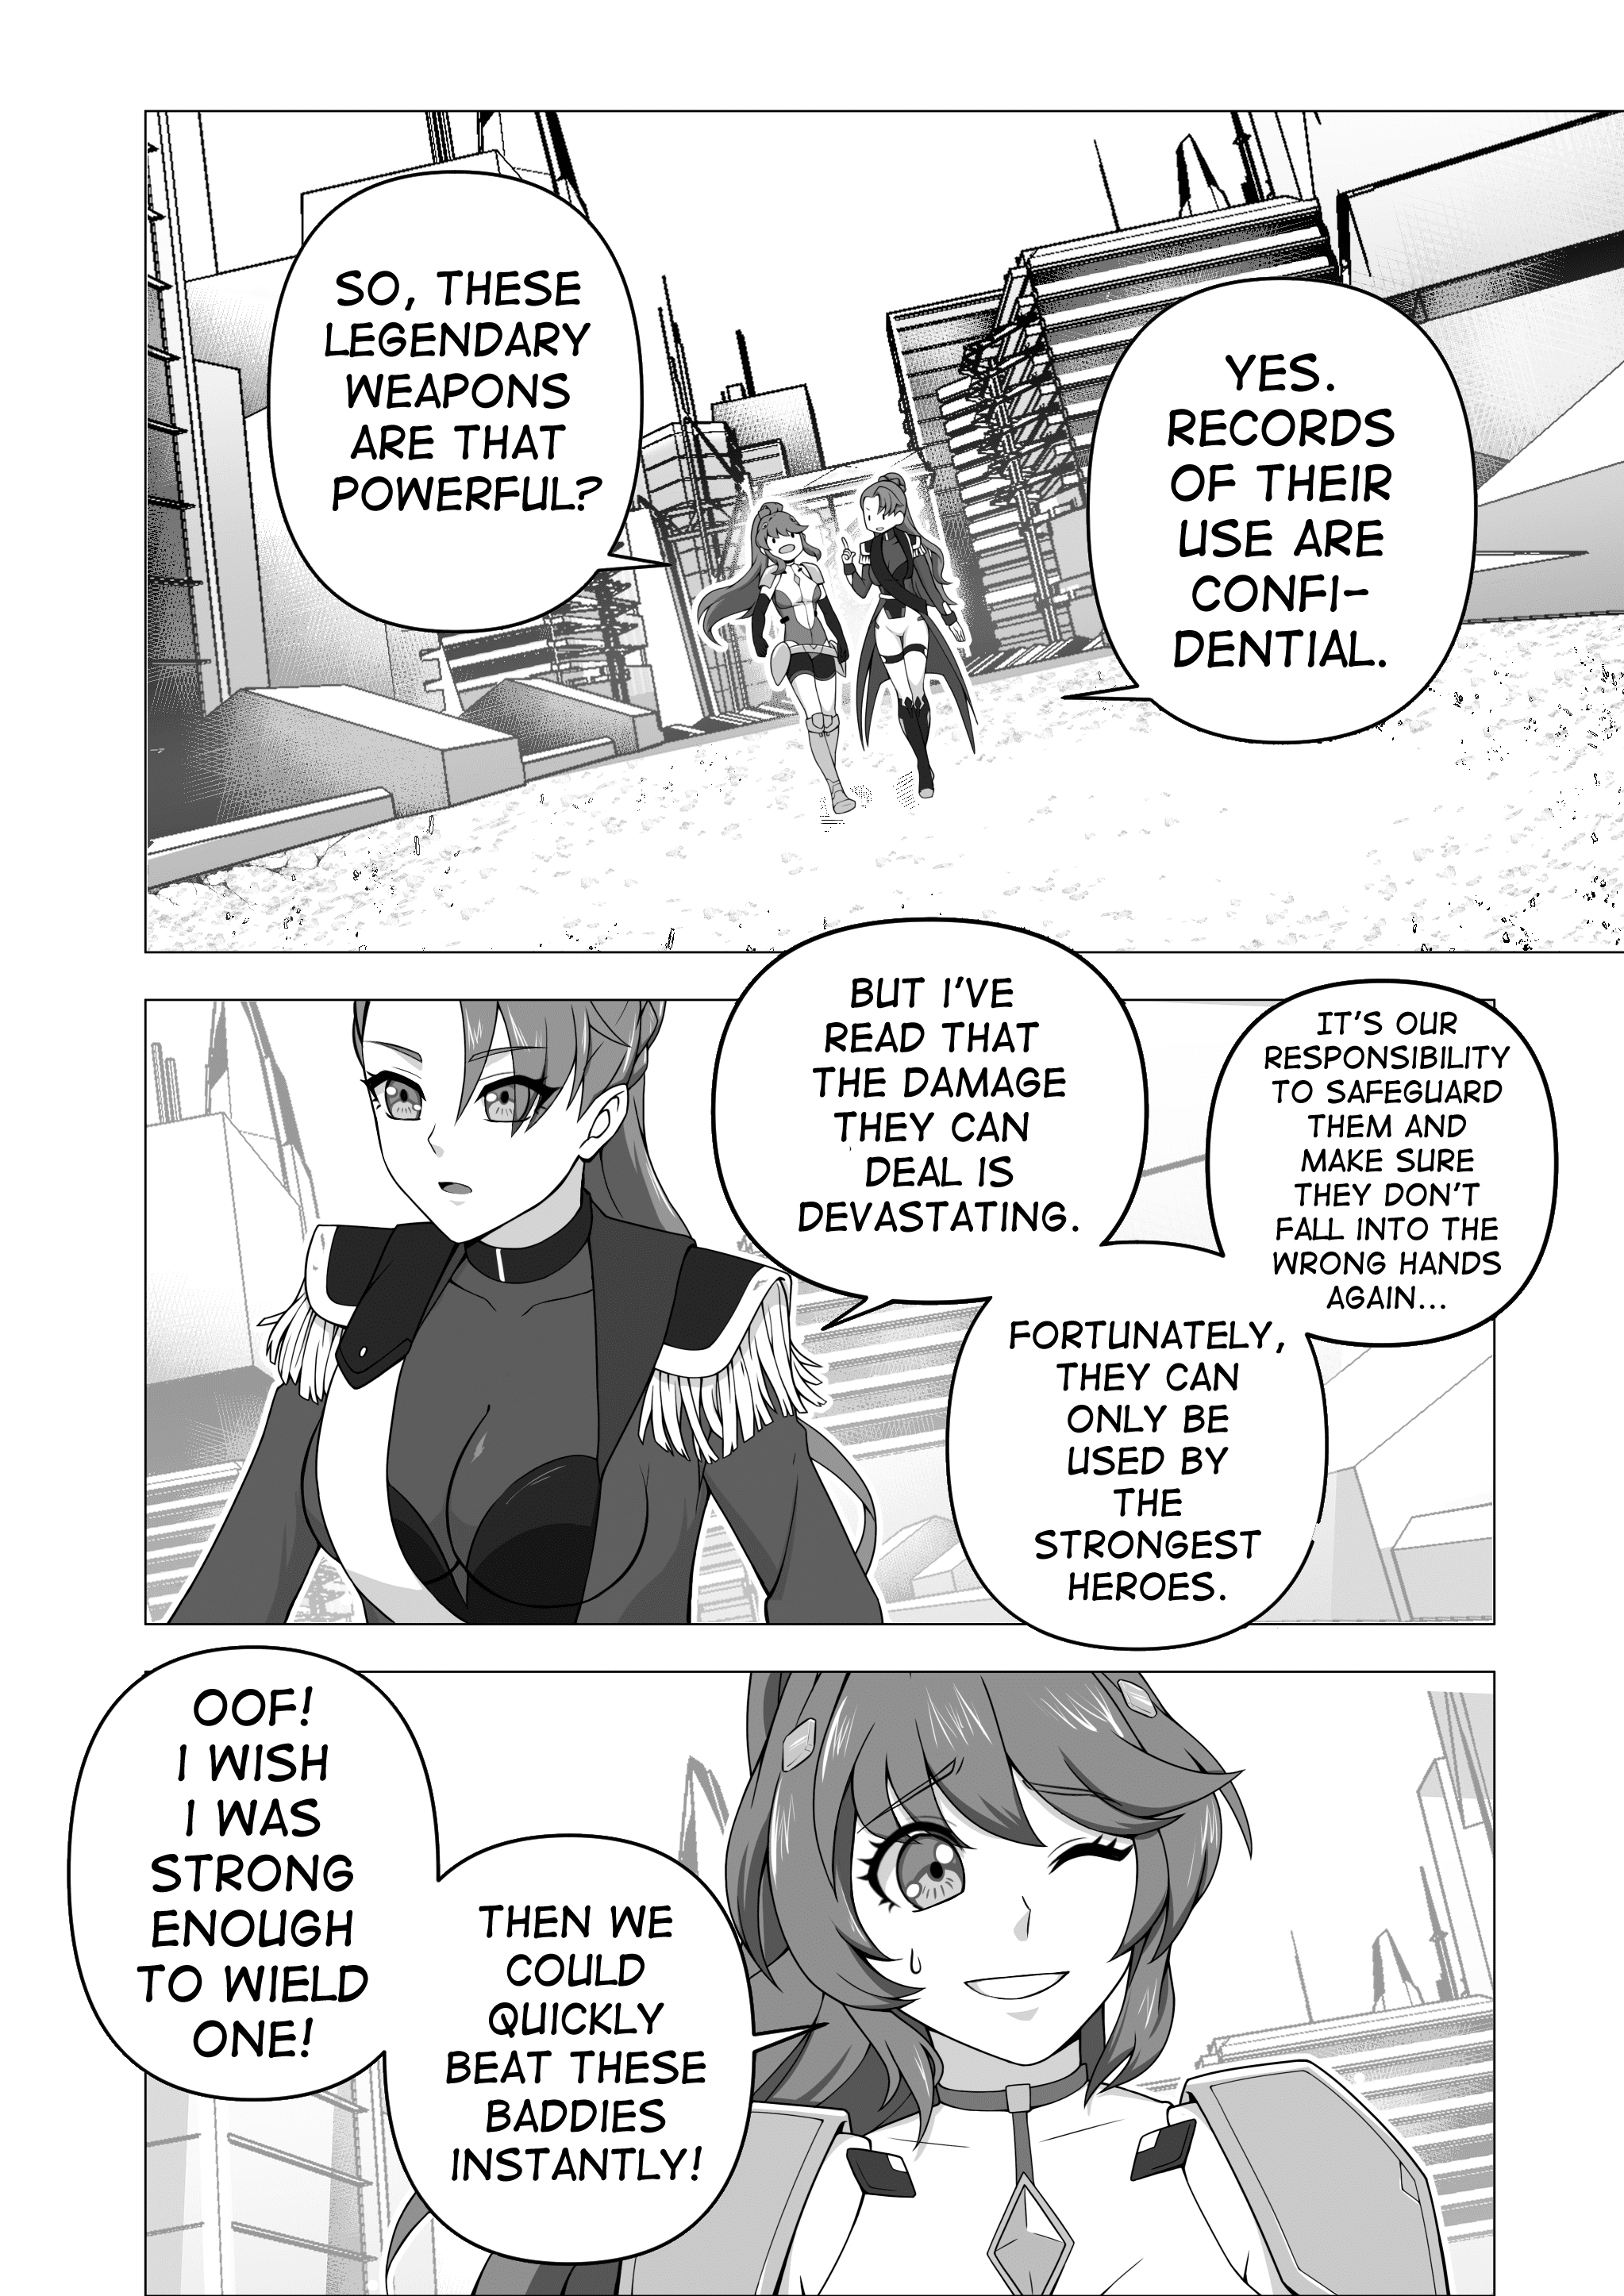 SO, THESE
LEGENDARY
WEAPONS
ARE THAT
POWERFUL?
YES.
RECORDS
OF THEIR
USE ARE
CONFI-
DENTIAL.
BUT I'VE
READ THAT
THE DAMAGE
THEY CAN
DEAL IS
DEVASTATING.
IT'S OUR
RESPONSIBILITY
TO SAFEGUARD
THEM AND
MAKE SURE
THEY DON'T
FALL INTO THE
WRONG HANDS
AGAIN...
FORTUNATELY,
THEY CAN
ONLY BE
USED BY
THE
STRONGEST
HEROES.
OOF!
I WISH
I WAS
STRONG
ENOUGH
TO WIELD
ONE!
THEN WE
COULD
QUICKLY
BEAT THESE
BADDIES
INSTANTLY!